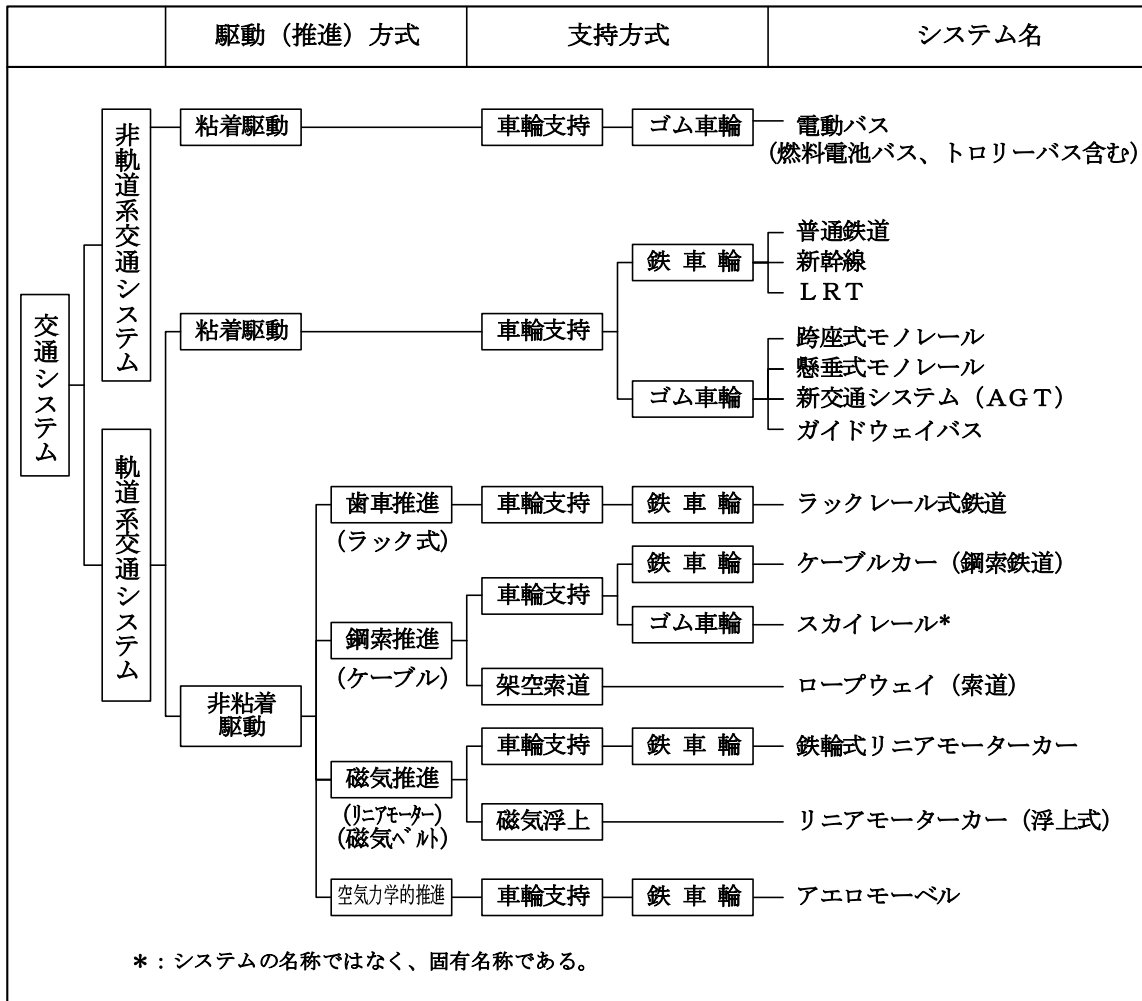 駆動（推進）方式 支持方式 システム名
交通システム
非軌道系交通システム
粘着駆動 車輪支持 ゴム車輪 電動バス
(燃料電池バス、トロリーバス含む)
軌道系交通システム
粘着駆動 車輪支持
鉄車輪
普通鉄道
新幹線
ＬＲＴ
ゴム車輪
跨座式モノレール
懸垂式モノレール
新交通システム（ＡＧＴ）
ガイドウェイバス
非粘着
駆動
歯車推進 車輪支持 鉄車輪 ラックレール式鉄道
(ラック式)
鋼索推進
(ケーブル)
車輪支持
鉄車輪 ケーブルカー（鋼索鉄道）
ゴム車輪 スカイレール*
架空索道 ロープウェイ（索道）
磁気推進
(リニアモーター)
(磁気ベルト)
車輪支持 鉄車輪 鉄輪式リニアモーターカー
磁気浮上 リニアモーターカー（浮上式）
空気力学的推進 車輪支持 鉄車輪 アエロモーベル
*：システムの名称ではなく、固有名称である。